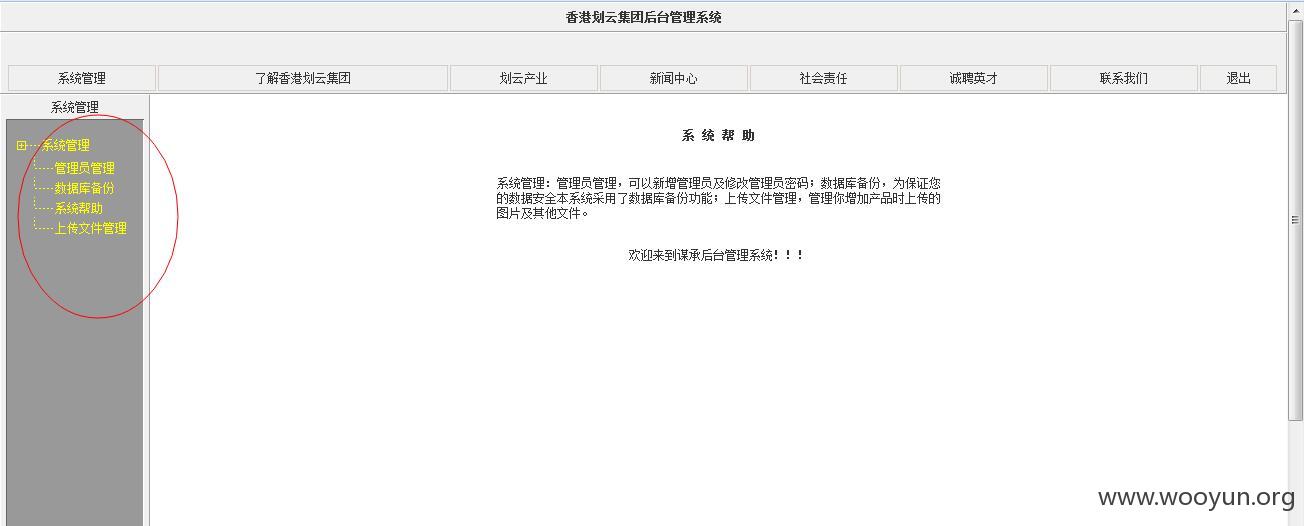 香港划云集团后台管理系统
系统管理 了解香港划云集团 划云产业 新闻中心 社会责任 诚聘英才 联系我们 退出
系统管理
系统管理
管理员管理
数据库备份
系统帮助
上传文件管理
系 统 帮 助
系统管理：管理员管理，可以新增管理员及修改管理员密码；数据库备份，为保证您
的数据安全本系统采用了数据库备份功能；上传文件管理，管理你增加产品时上传的
图片及其他文件。
欢迎来到谋承后台管理系统！！！
www.wooyun.org